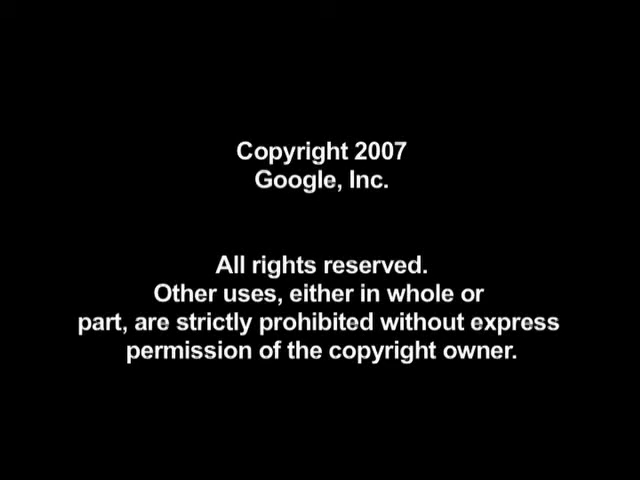 Copyright 2007
Google, Inc.
All rights reserved.
Other uses, either in whole or
part, are strictly prohibited without express
permission of the copyright owner.